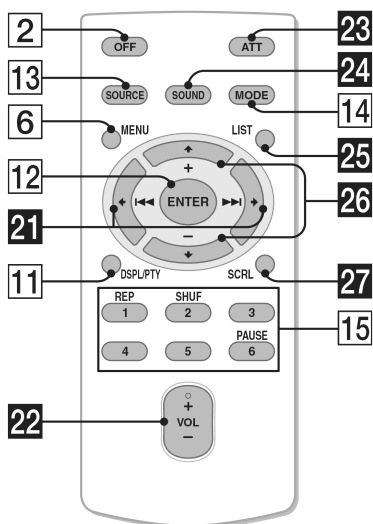 2 23
OFF ATT
13 24
SOURCE SOUND MODE
6 14
MENU LIST
25
12 +
ENTER 26
21
−
11 DSPL/PTY SCRL 27
REP SHUF
1 2 3
15
PAUSE
4 5 6
22 +
VOL
−